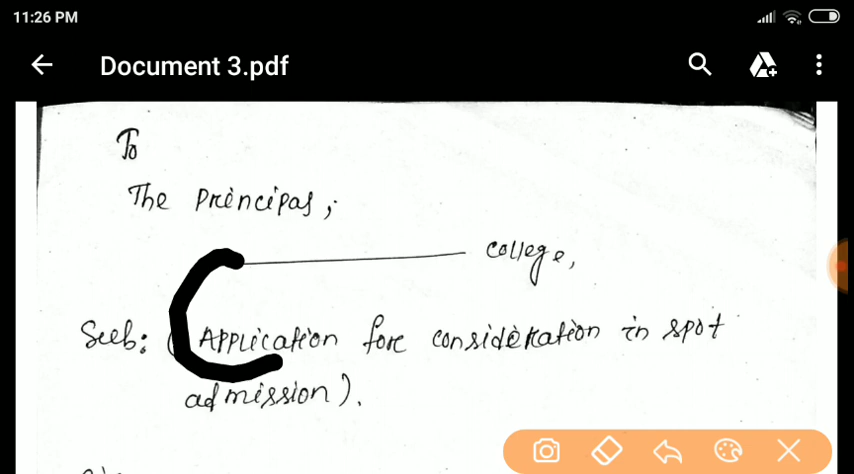 11:26 PM
Document 3.pdf
To
The Principal,
college,
Sub: (Application for consideration in spot
admission).